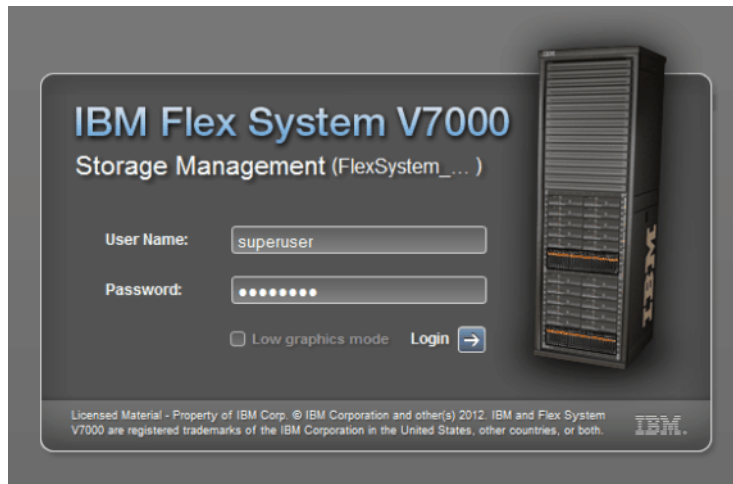 IBM Flex System V7000
Storage Management (FlexSystem_... )
User Name:
superuser
Password:
●●●●●●●●
Low graphics mode
Login
Licensed Material - Property of IBM Corp. © IBM Corporation and other(s) 2012. IBM and Flex System
V7000 are registered trademarks of the IBM Corporation in the United States, other countries, or both.
IBM.
IBM